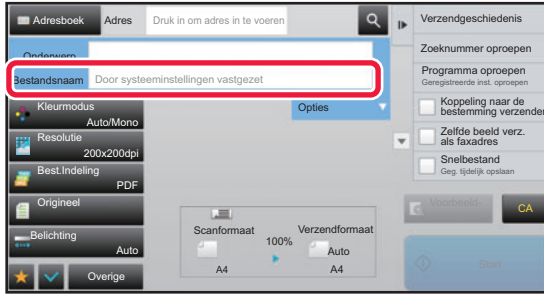 Adresboek
Adres
Druk in om adres in te voeren
Onderwerp
Bestandsnaam
Door systeeminstellingen vastgezet
Kleurmodus
Auto/Mono
Opties
Resolutie
200x200dpi
Best.Indeling
PDF
Origineel
Belichting
Auto
Overige
Scanformaat
100%
Verzendformaat
Auto
A4
A4
Verzendgeschiedenis
Zoeknummer oproepen
Programma oproepen
Geregistreerde inst. oproepen
Koppeling naar de
bestemming verzenden
Zelfde beeld verz.
als faxadres
Snelbestand
Geg. tijdelijk opslaan
Voorbeeld-
CA
Start